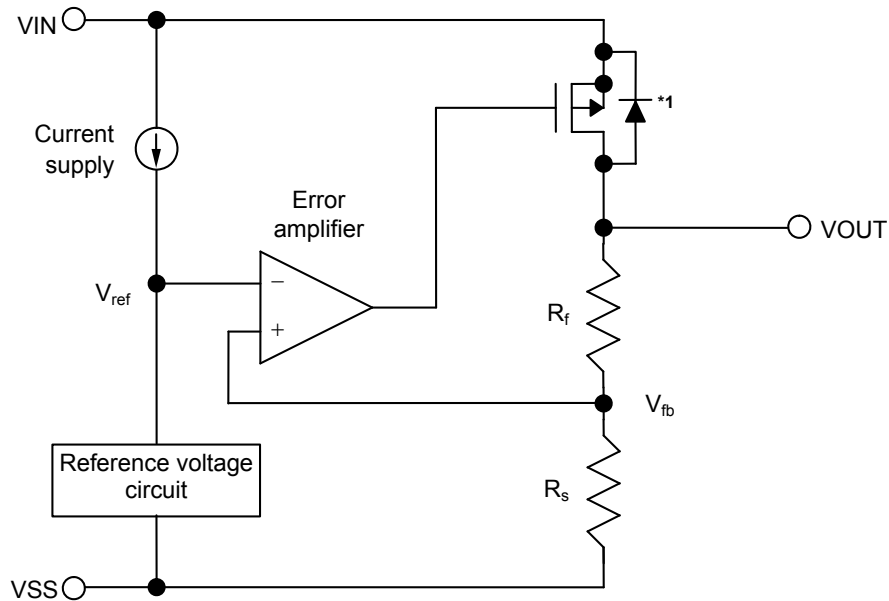 VIN
*1
Current
supply
Error
amplifier
VOUT
Vref
−
+
Rf
Vfb
Reference voltage
circuit
Rs
VSS